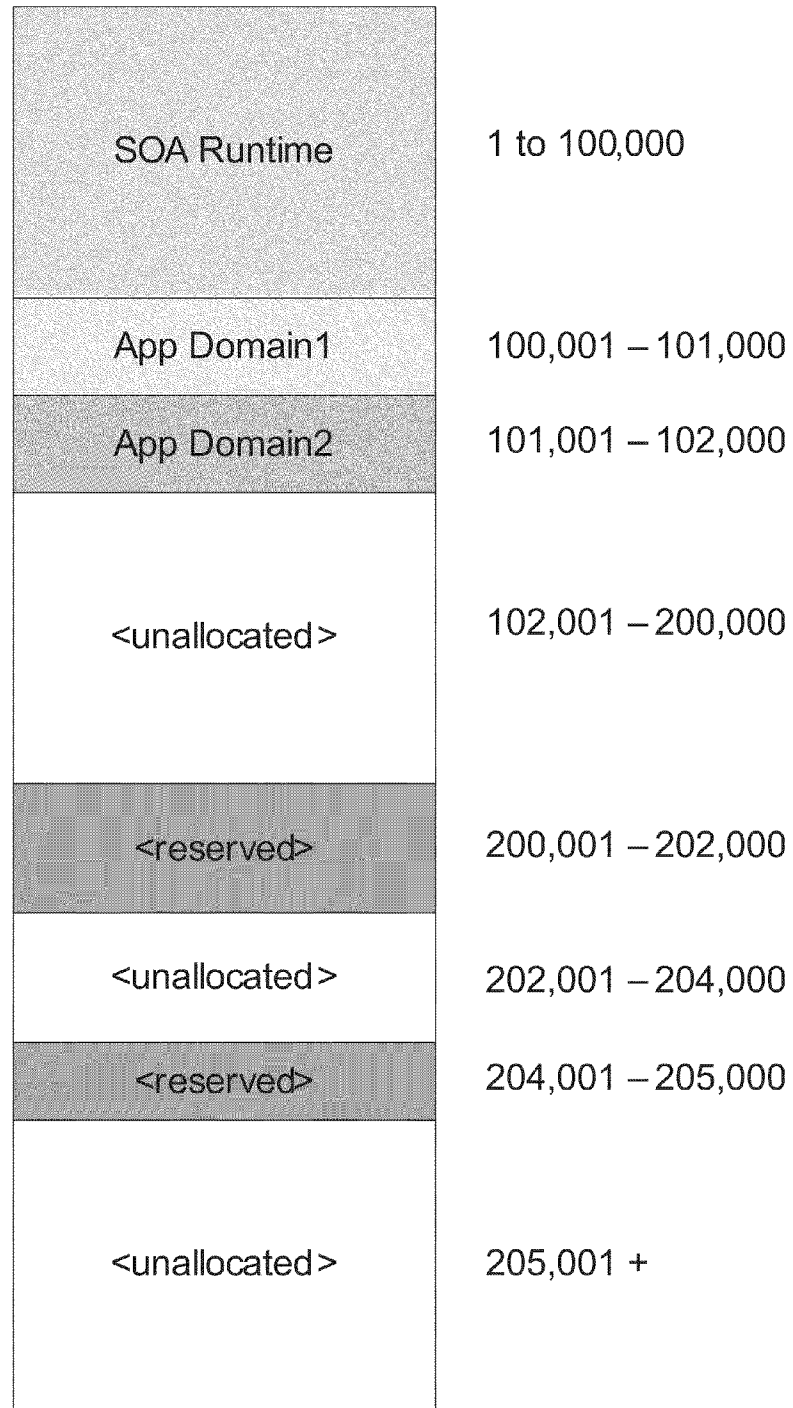 SOA Runtime 1 to 100,000
App Domain1 100,001 – 101,000
App Domain2 101,001 – 102,000
<unallocated> 102,001 – 200,000
<reserved> 200,001 – 202,000
<unallocated> 202,001 – 204,000
<reserved> 204,001 – 205,000
<unallocated> 205,001 +